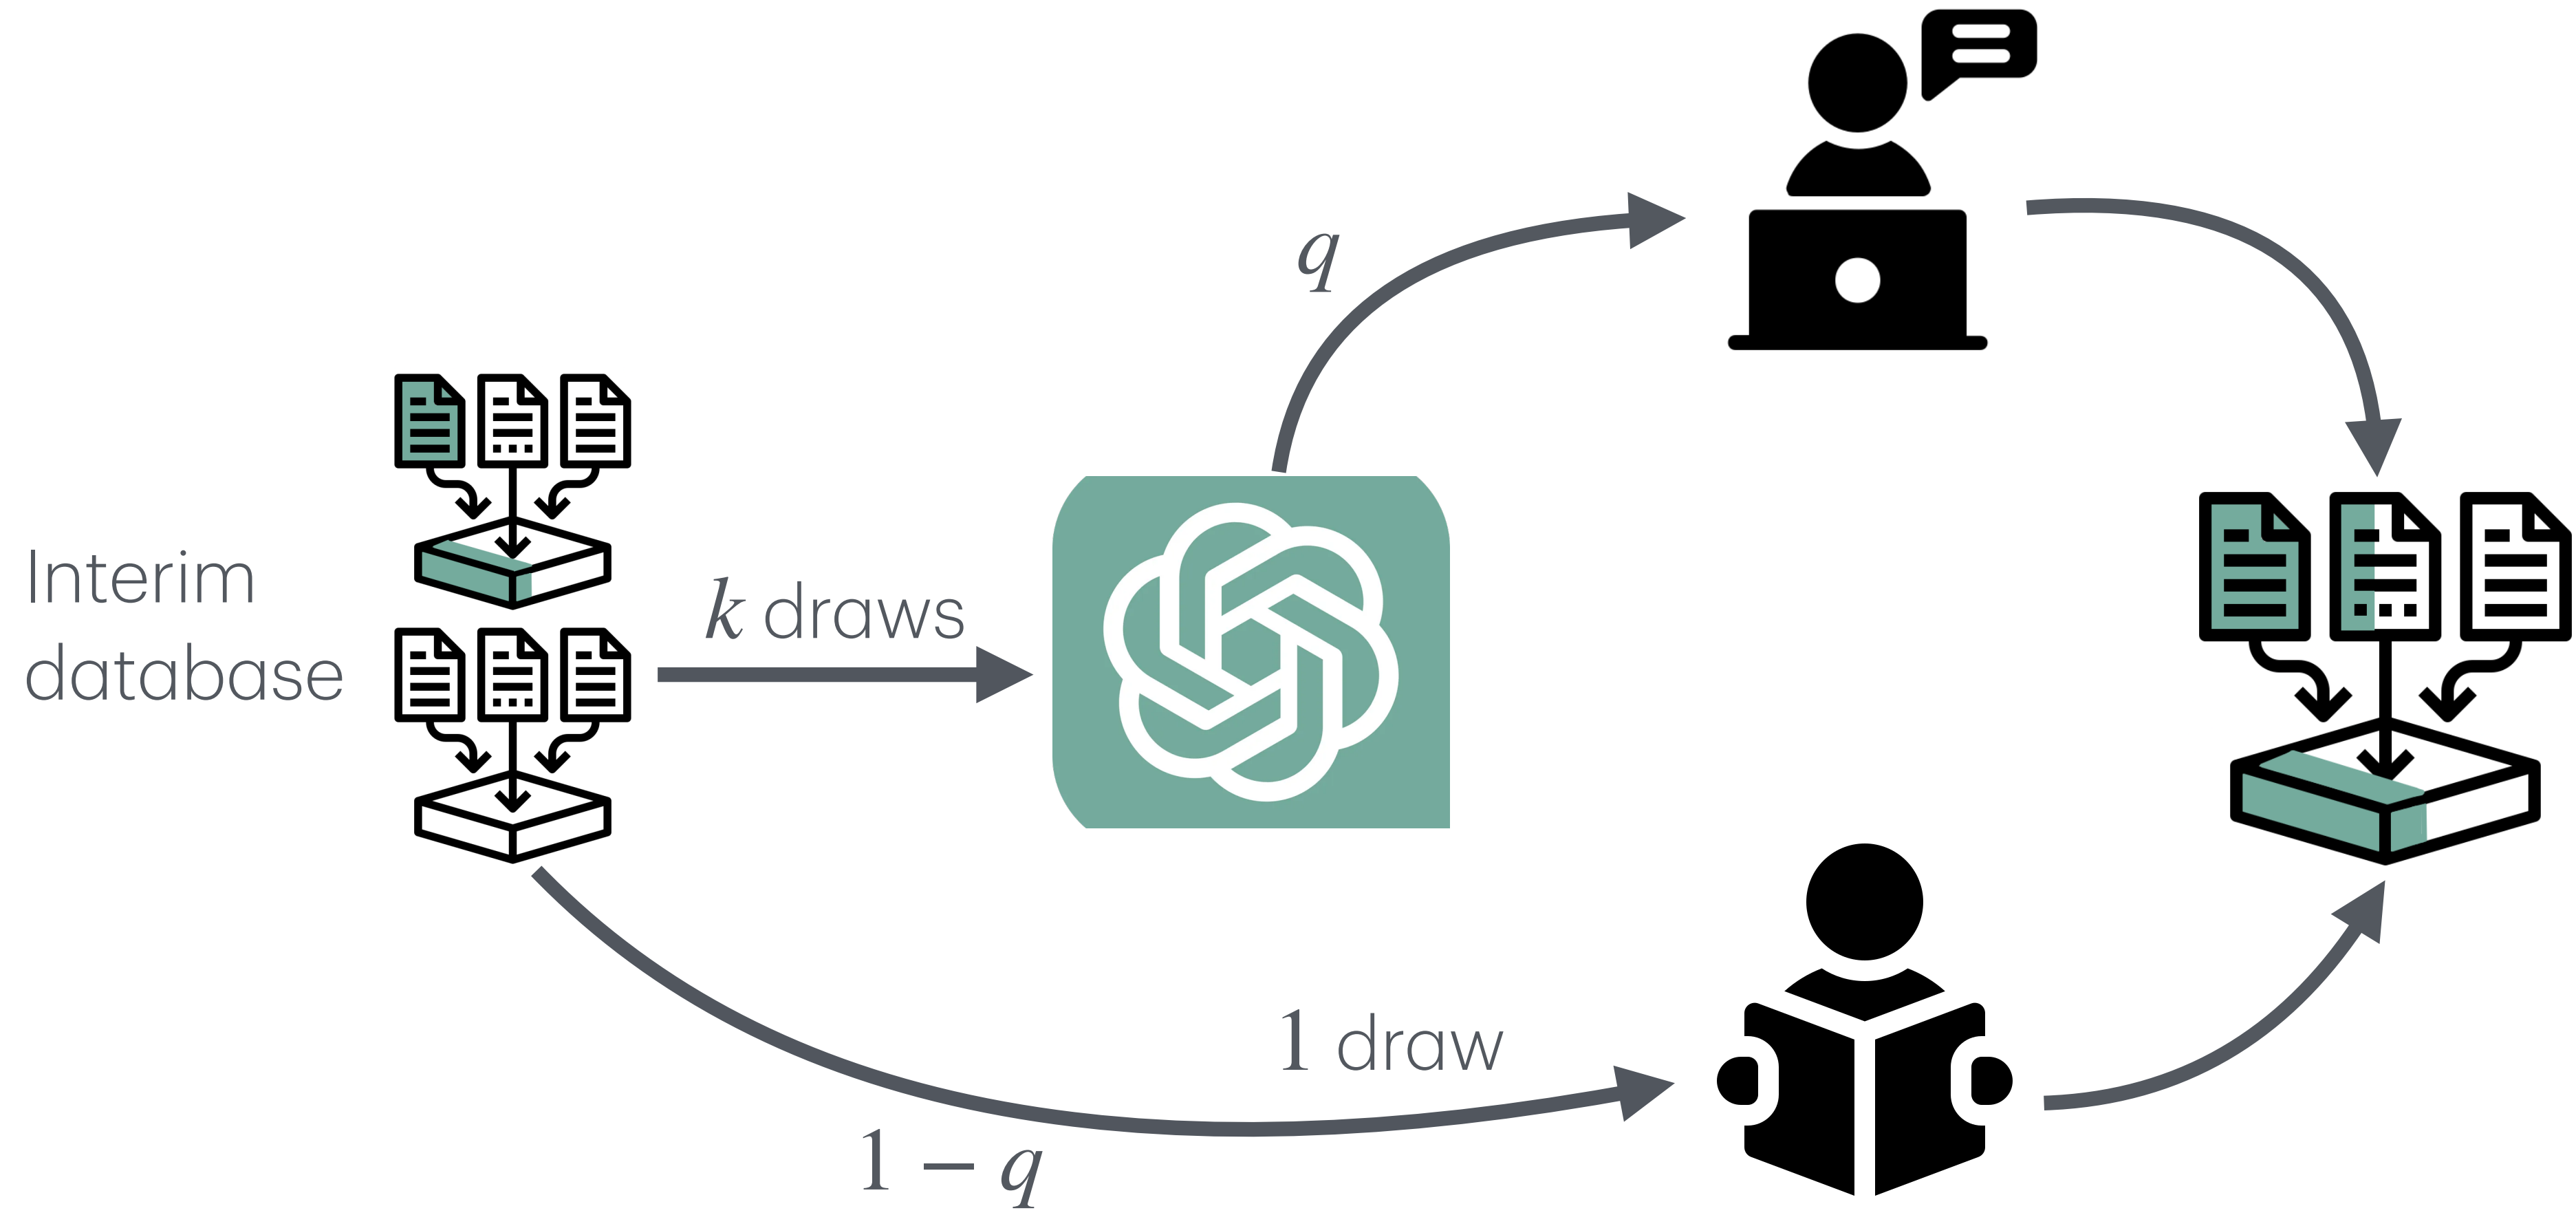 q
Interim
database
k draws
1 draw
1 − q